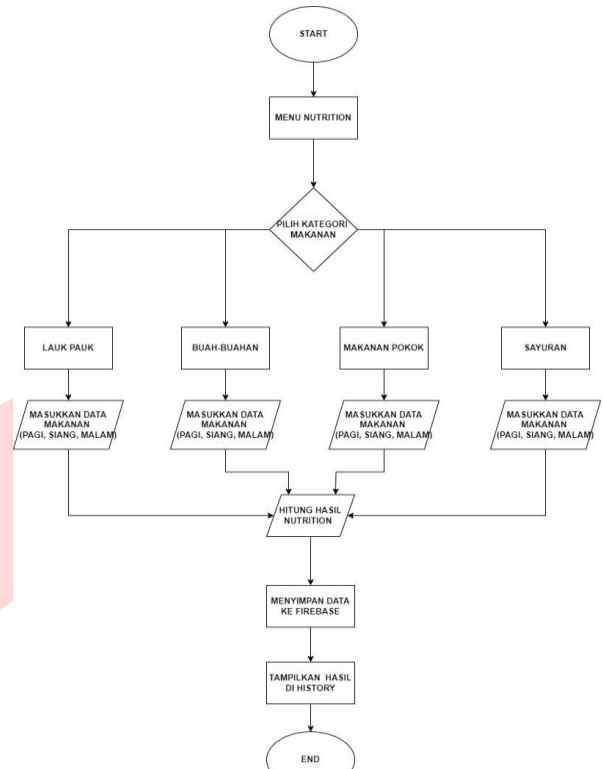 START
MENU NUTRITION
PILIH KATEGORI
MAKANAN
LAUK PAUK
BUAH-BUAHAN
MAKANAN POKOK
SAYURAN
MASUKKAN DATA
MAKANAN
(PAGI, SIANG, MALAM)
MASUKKAN DATA
MAKANAN
(PAGI, SIANG, MALAM)
MASUKKAN DATA
MAKANAN
(PAGI, SIANG, MALAM)
MASUKKAN DATA
MAKANAN
(PAGI, SIANG, MALAM)
HITUNG HASIL
NUTRITION
MENYIMPAN DATA
KE FIREBASE
TAMPILKAN HASIL
DI HISTORY
END